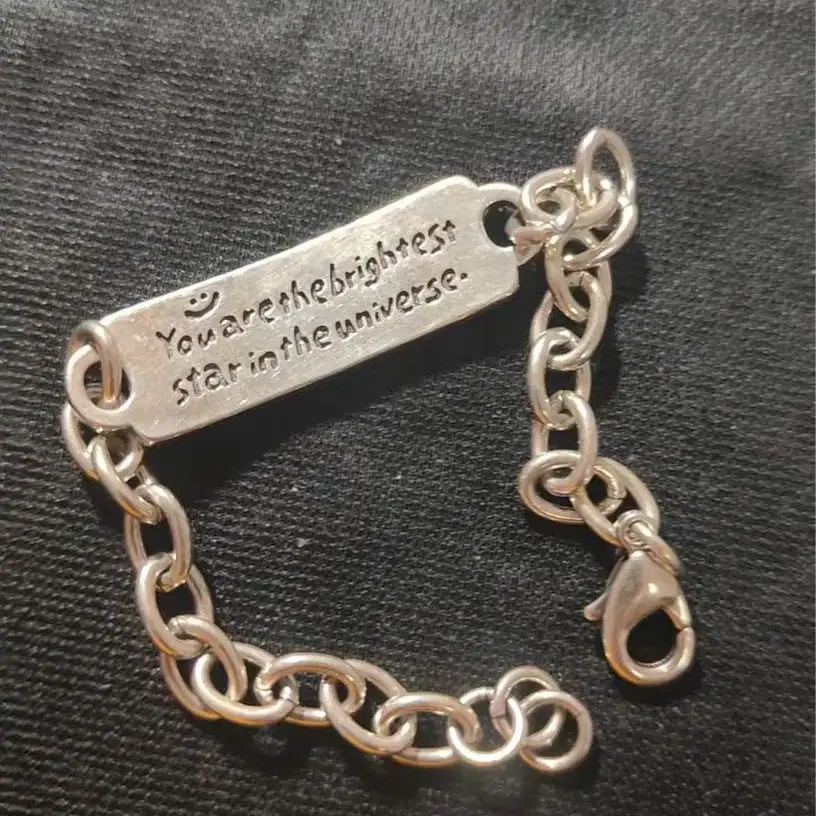 You are the brightest
star in the universe.